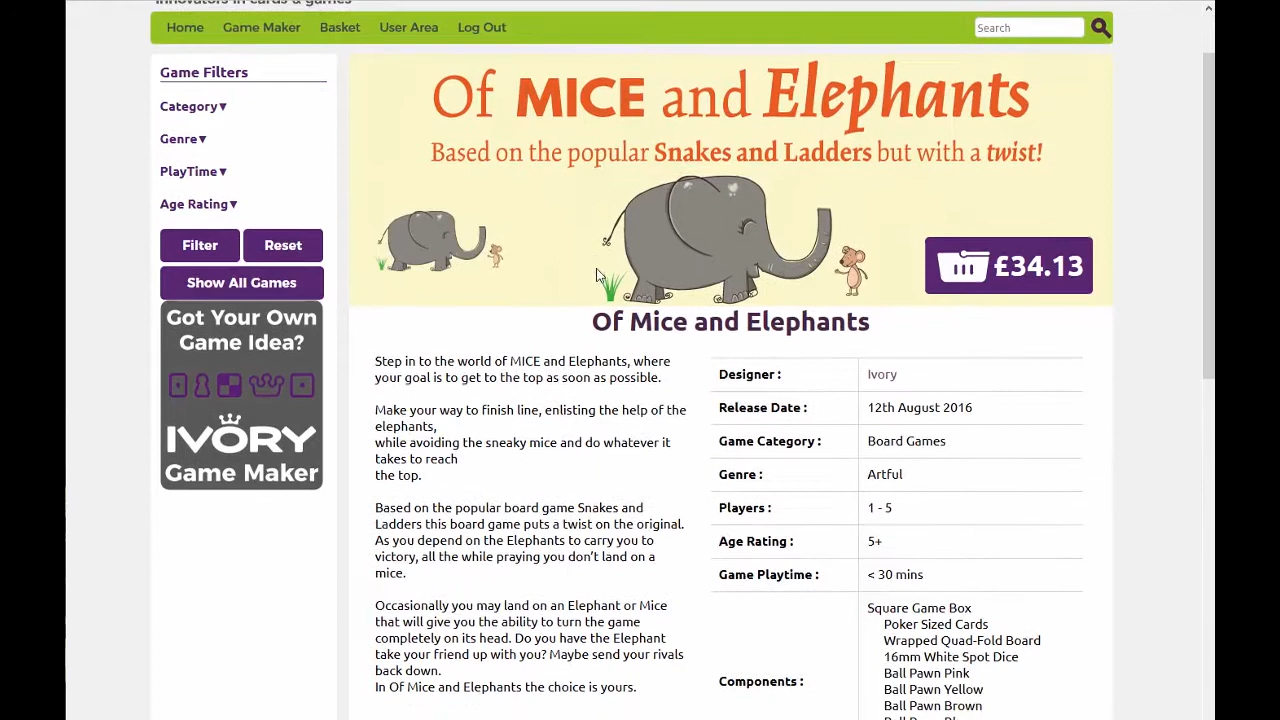 innovators in cards & games
Home Game Maker Basket User Area Log Out Search
Game Filters
Category▼
Genre▼
PlayTime▼
Age Rating▼
Filter Reset
Show All Games
Got Your Own
Game Idea?
IVORY
Game Maker
Of MICE and Elephants
Based on the popular Snakes and Ladders but with a twist!
£34.13
Of Mice and Elephants
Step in to the world of MICE and Elephants, where
your goal is to get to the top as soon as possible.
Make your way to finish line, enlisting the help of the
elephants,
while avoiding the sneaky mice and do whatever it
takes to reach
the top.
Based on the popular board game Snakes and
Ladders this board game puts a twist on the original.
As you depend on the Elephants to carry you to
victory, all the while praying you don't land on a
mice.
Occasionally you may land on an Elephant or Mice
that will give you the ability to turn the game
completely on its head. Do you have the Elephant
take your friend up with you? Maybe send your rivals
back down.
In Of Mice and Elephants the choice is yours.
Designer : Ivory
Release Date : 12th August 2016
Game Category : Board Games
Genre : Artful
Players : 1 - 5
Age Rating : 5+
Game Playtime : < 30 mins
Components :
Square Game Box
Poker Sized Cards
Wrapped Quad-Fold Board
16mm White Spot Dice
Ball Pawn Pink
Ball Pawn Yellow
Ball Pawn Brown